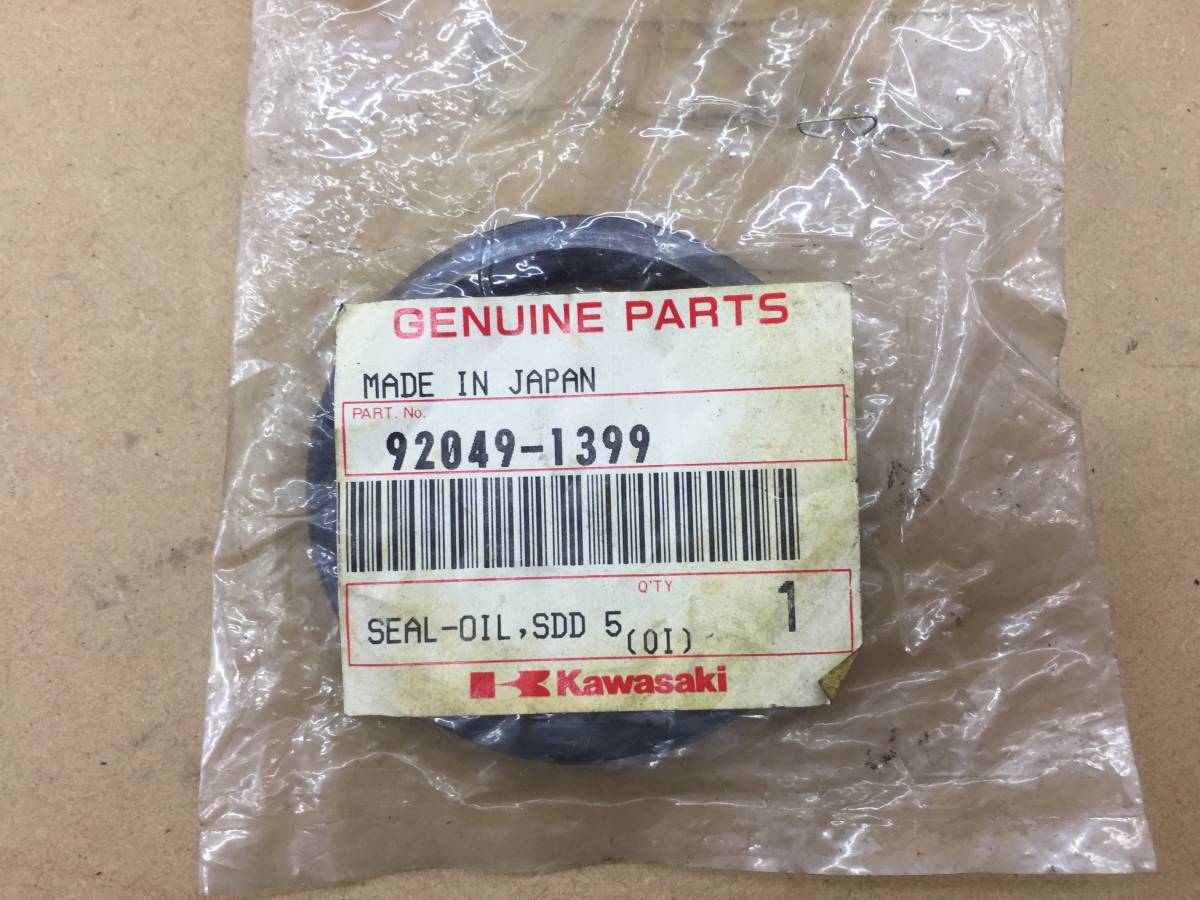 GENUINE PARTS
MADE IN JAPAN
PART. No.
92049-1399
Q'TY
SEAL-OIL,SDD 5 (OI) 1
Kawasaki